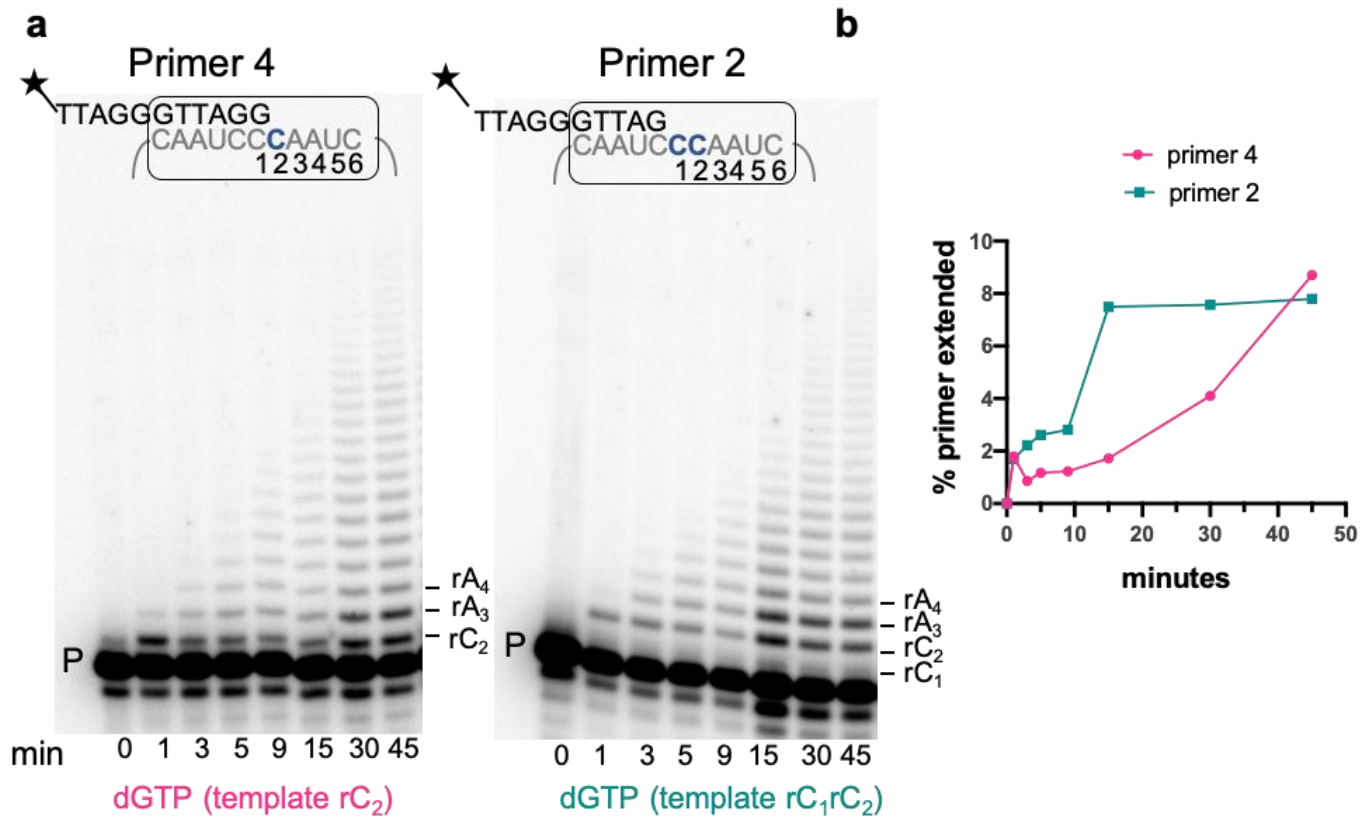 a
b
Primer 4
Primer 2
TTAGGGTTAGG
CAAUCCCAAUC
123456
TTAGGGTTAG
CAAUCCCAAUC
123456
primer 4
primer 2
% primer extended
10
8
6
4
2
0
0 10 20 30 40 50
minutes
rA4
rA3
rC2
P
rA4
rA3
rC2
rC1
P
min 0 1 3 5 9 15 30 45
0 1 3 5 9 15 30 45
dGTP (template rC2)
dGTP (template rC1rC2)